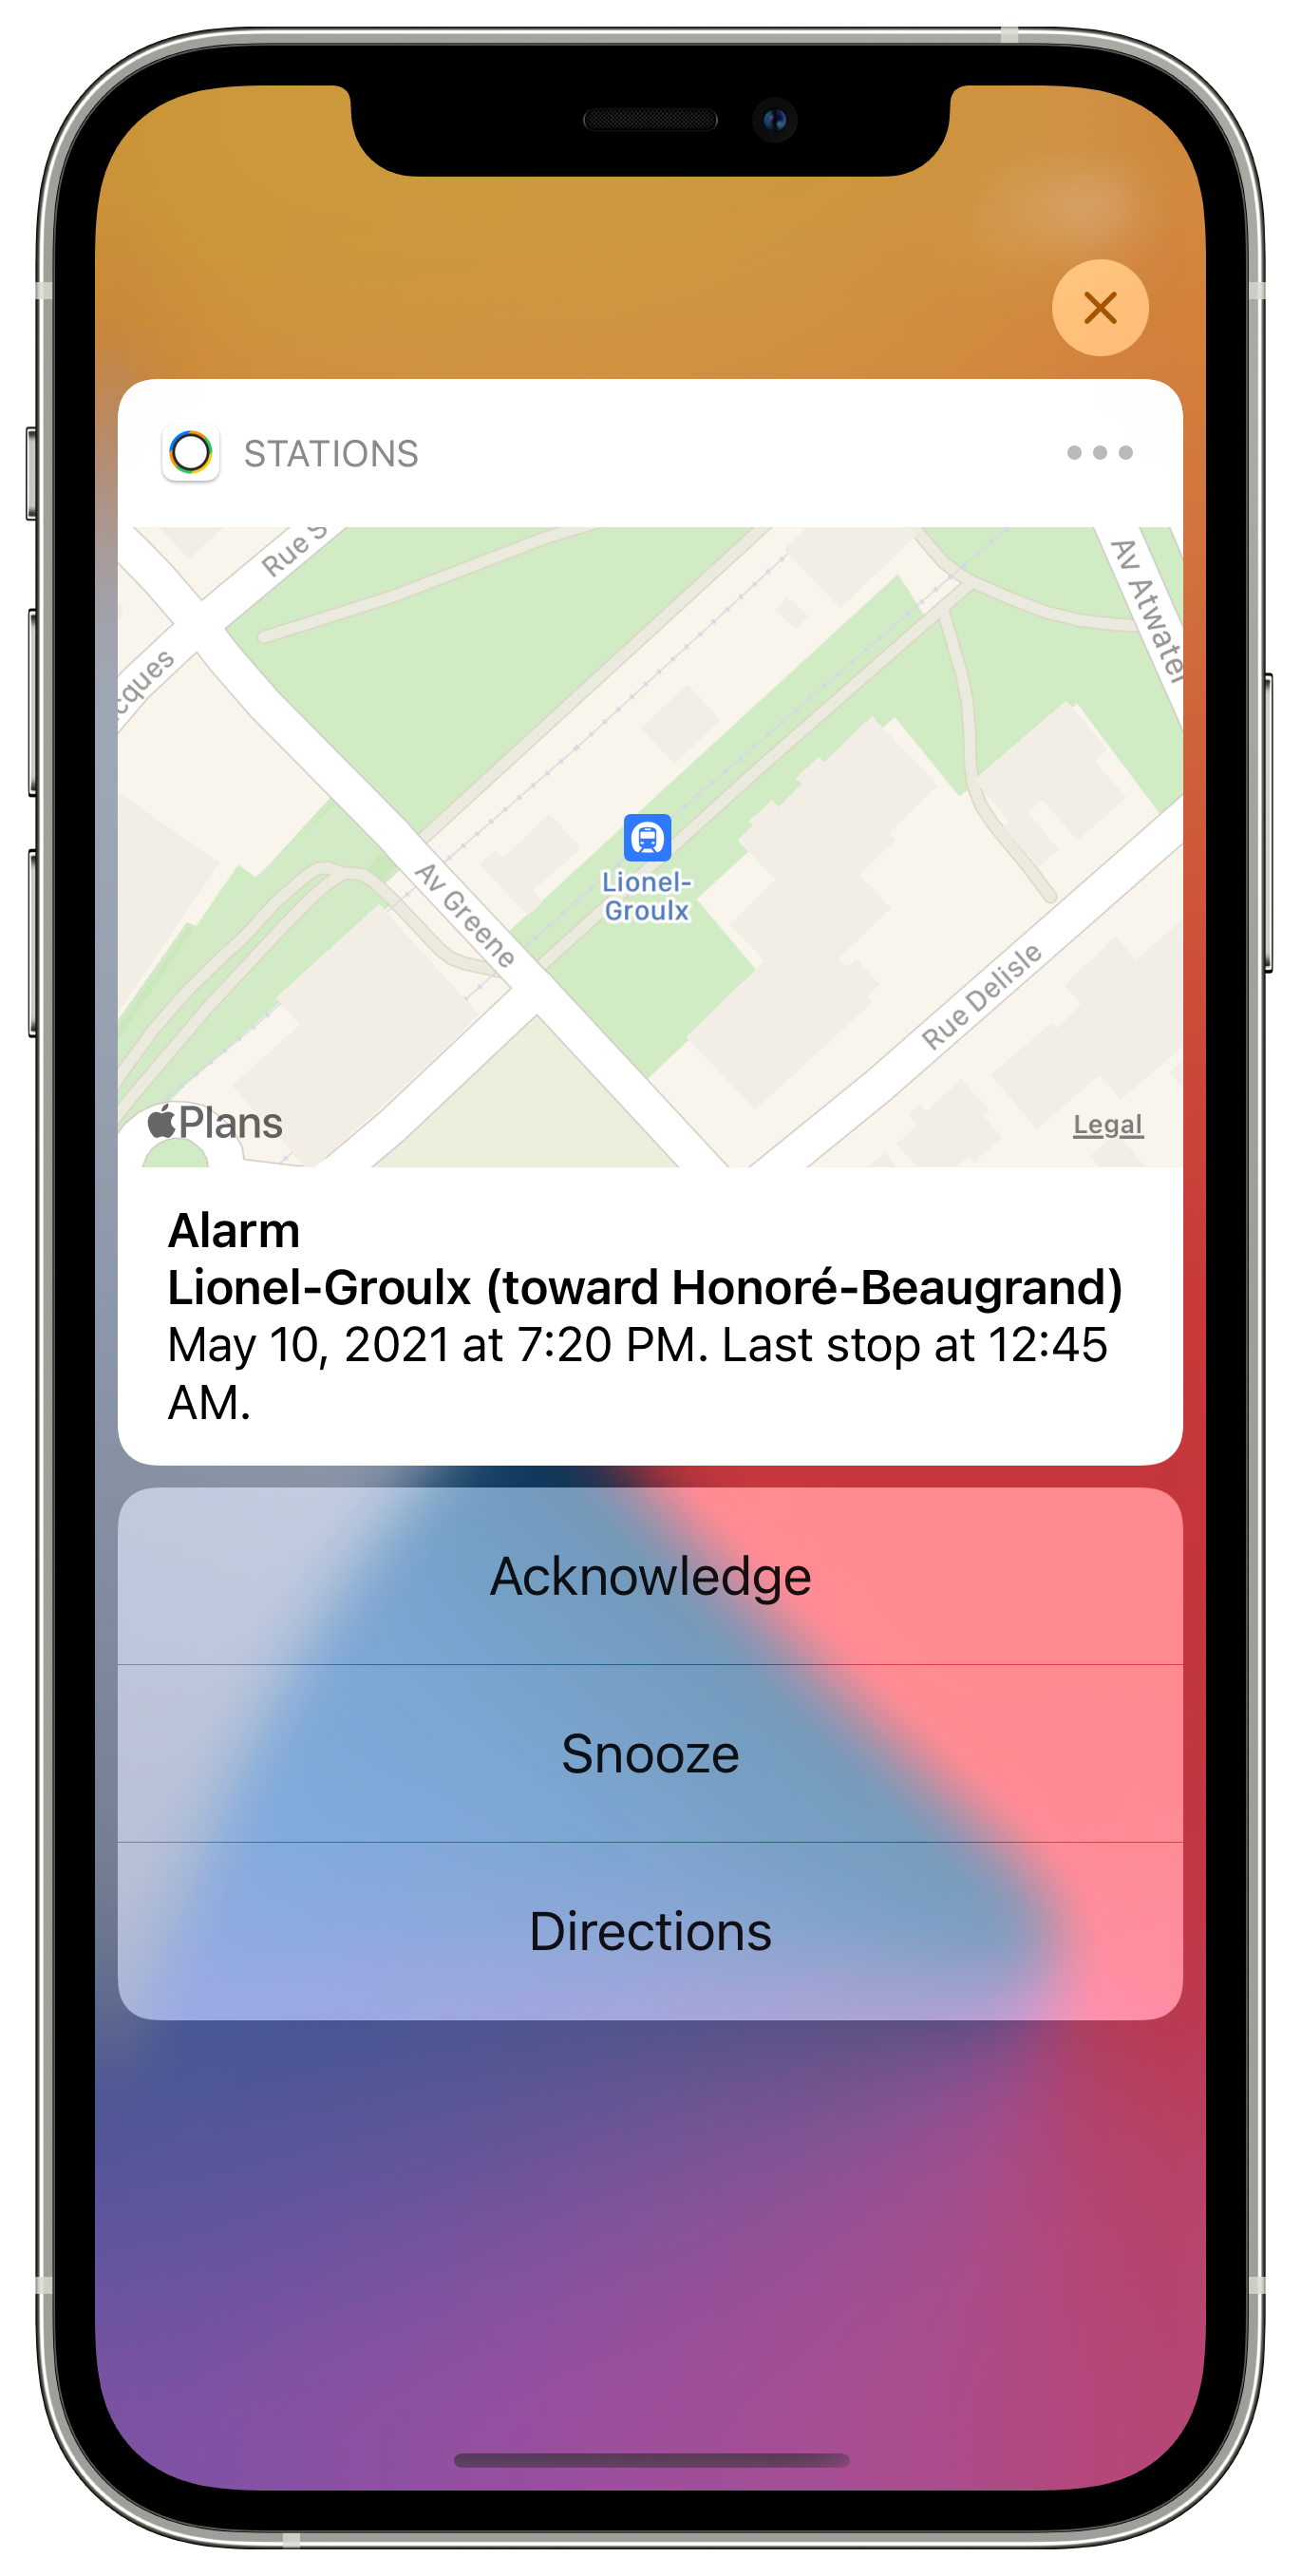 STATIONS
Rue S
Av Atwater
cques
Lionel-
Groulx
Av Greene
Rue Delisle
Plans
Legal
Alarm
Lionel-Groulx (toward Honoré-Beaugrand)
May 10, 2021 at 7:20 PM. Last stop at 12:45
AM.
Acknowledge
Snooze
Directions